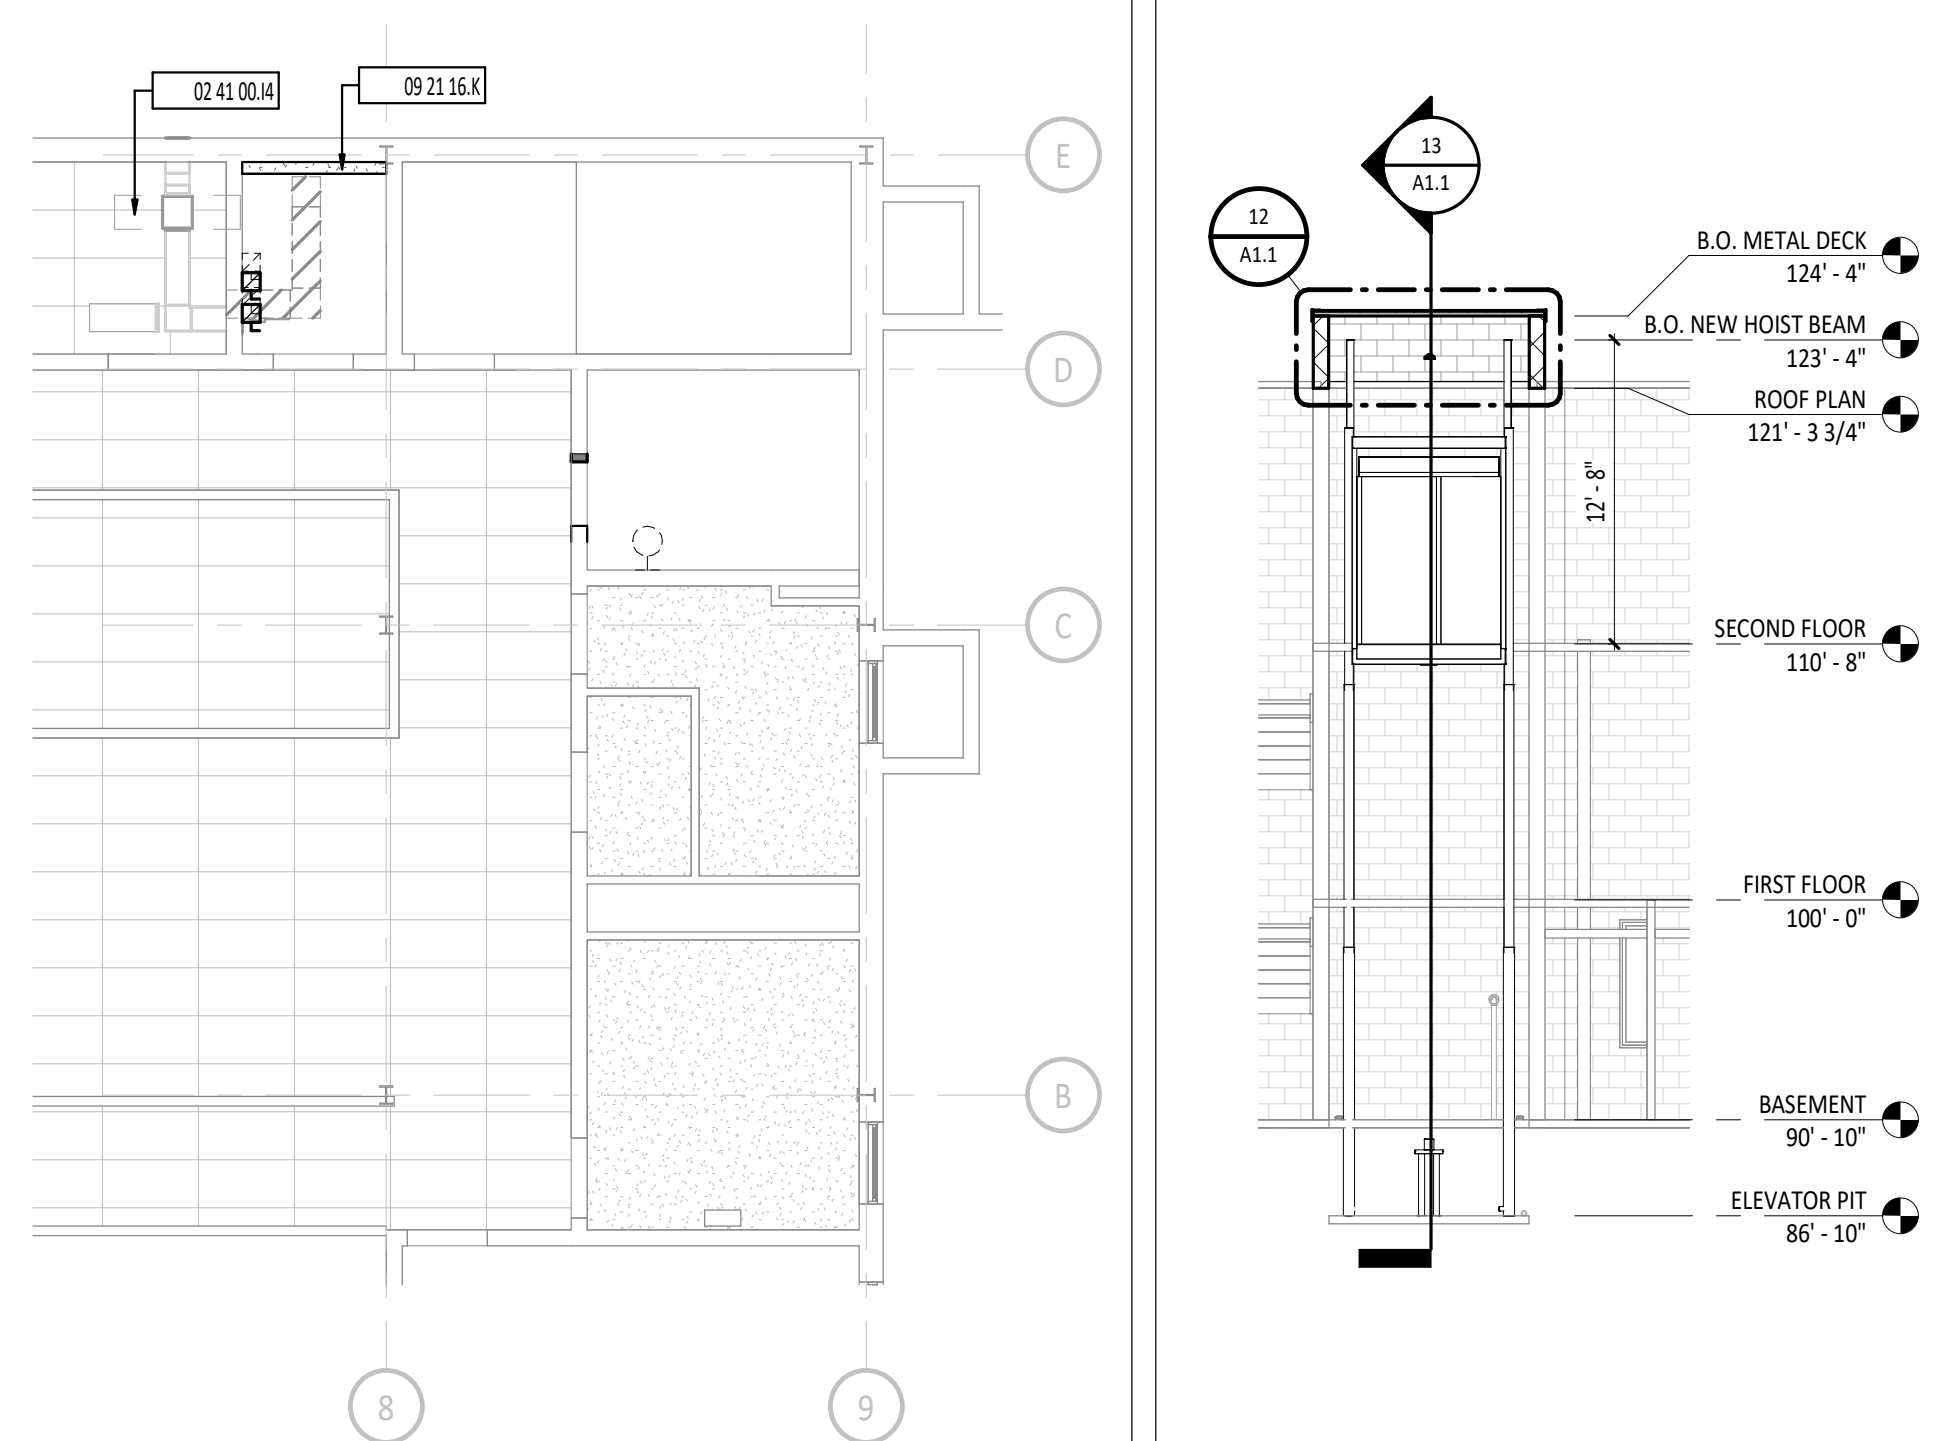 02 41 00.I4
09 21 16.K
E
D
C
B
8
9
13
A1.1
12
A1.1
B.O. METAL DECK
124' - 4"
B.O. NEW HOIST BEAM
123' - 4"
ROOF PLAN
121' - 3 3/4"
12' - 8"
SECOND FLOOR
110' - 8"
FIRST FLOOR
100' - 0"
BASEMENT
90' - 10"
ELEVATOR PIT
86' - 10"